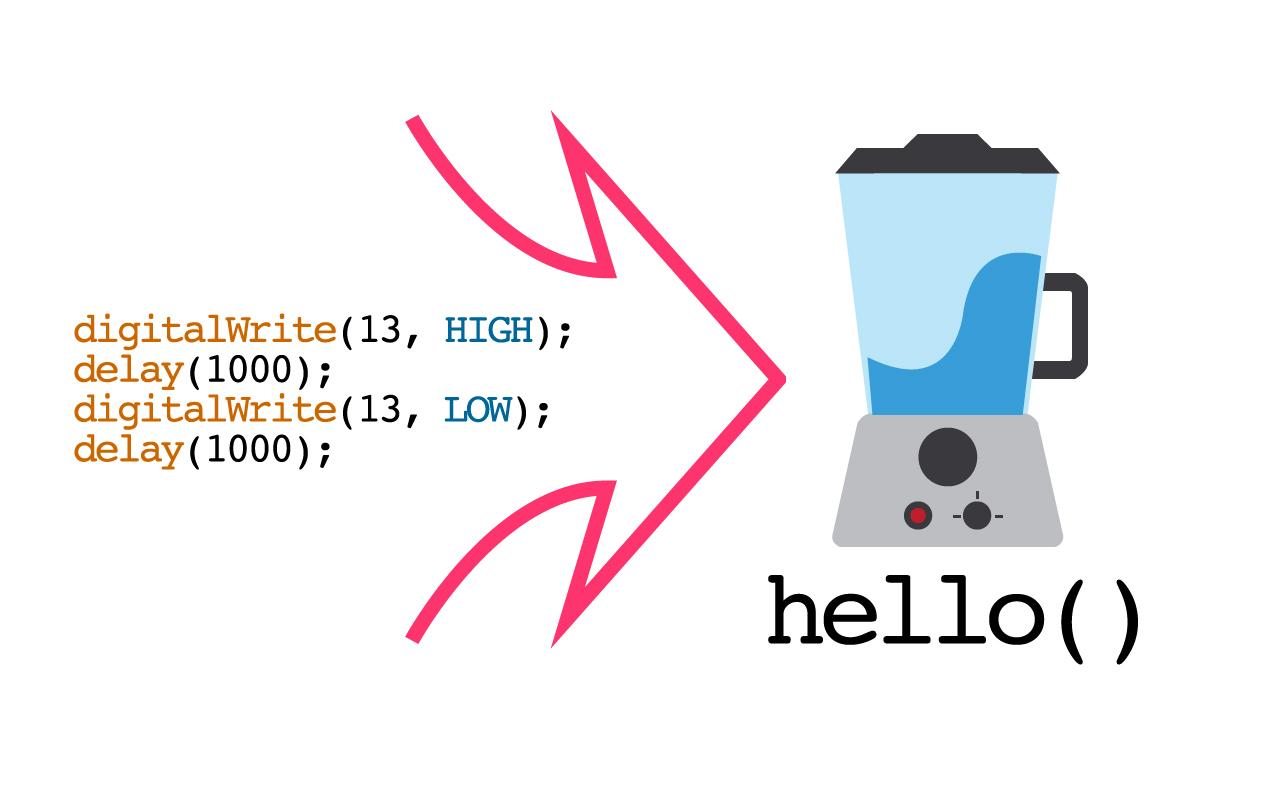 digitalWrite(13, HIGH);
delay(1000);
digitalWrite(13, LOW);
delay(1000);
hello()